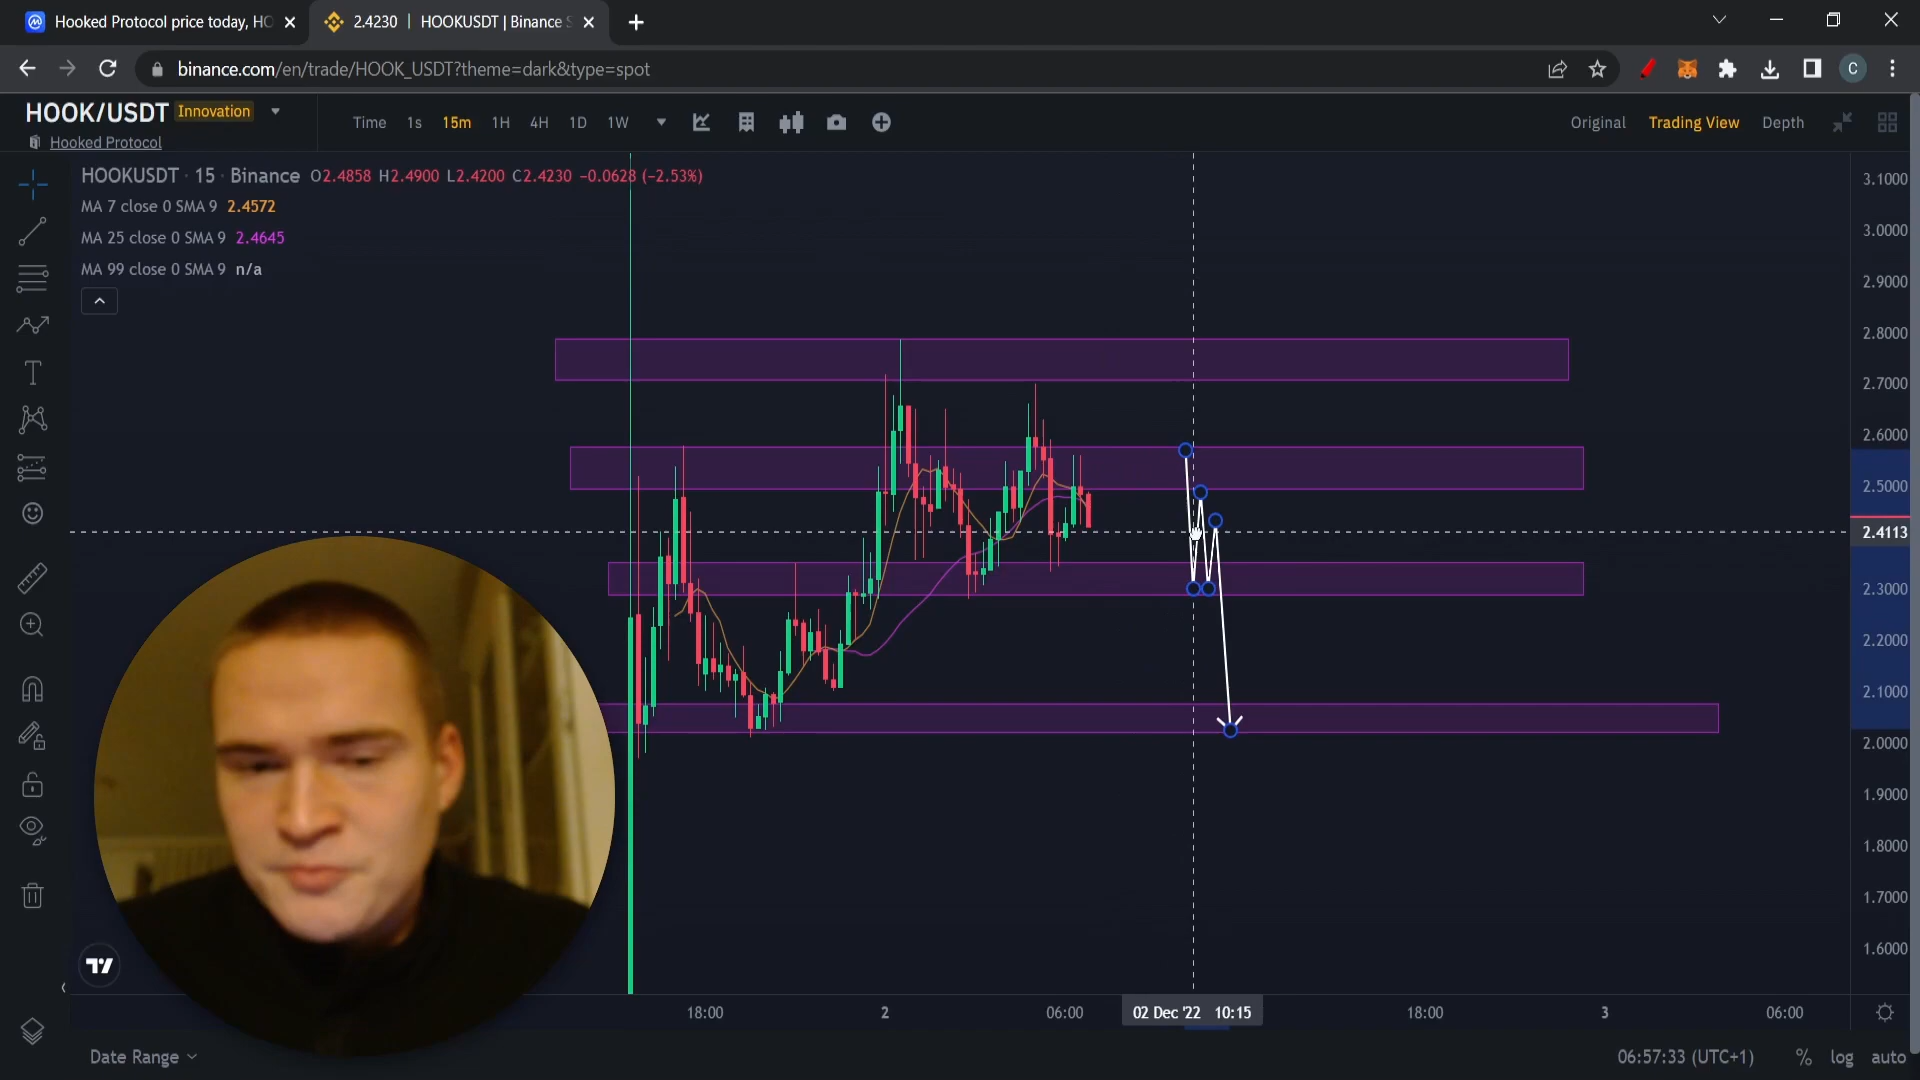 Hooked Protocol price today, HO
2.4230 | HOOKUSDT | Binance S
binance.com/en/trade/HOOK_USDT?theme=dark&type=spot
C
HOOK/USDT Innovation
Hooked Protocol
Time 1s 15m 1H 4H 1D 1W
Original Trading View Depth
HOOKUSDT · 15 · Binance O2.4858 H2.4900 L2.4200 C2.4230 −0.0628 (−2.53%)
MA 7 close 0 SMA 9 2.4572
MA 25 close 0 SMA 9 2.4645
MA 99 close 0 SMA 9 n/a
3.1000
3.0000
2.9000
2.8000
2.7000
2.6000
2.5000
2.4113
2.3000
2.2000
2.1000
2.0000
1.9000
1.8000
1.7000
1.6000
18:00 2 06:00 02 Dec '22 10:15 18:00 3 06:00
Date Range 06:57:33 (UTC+1) % log auto